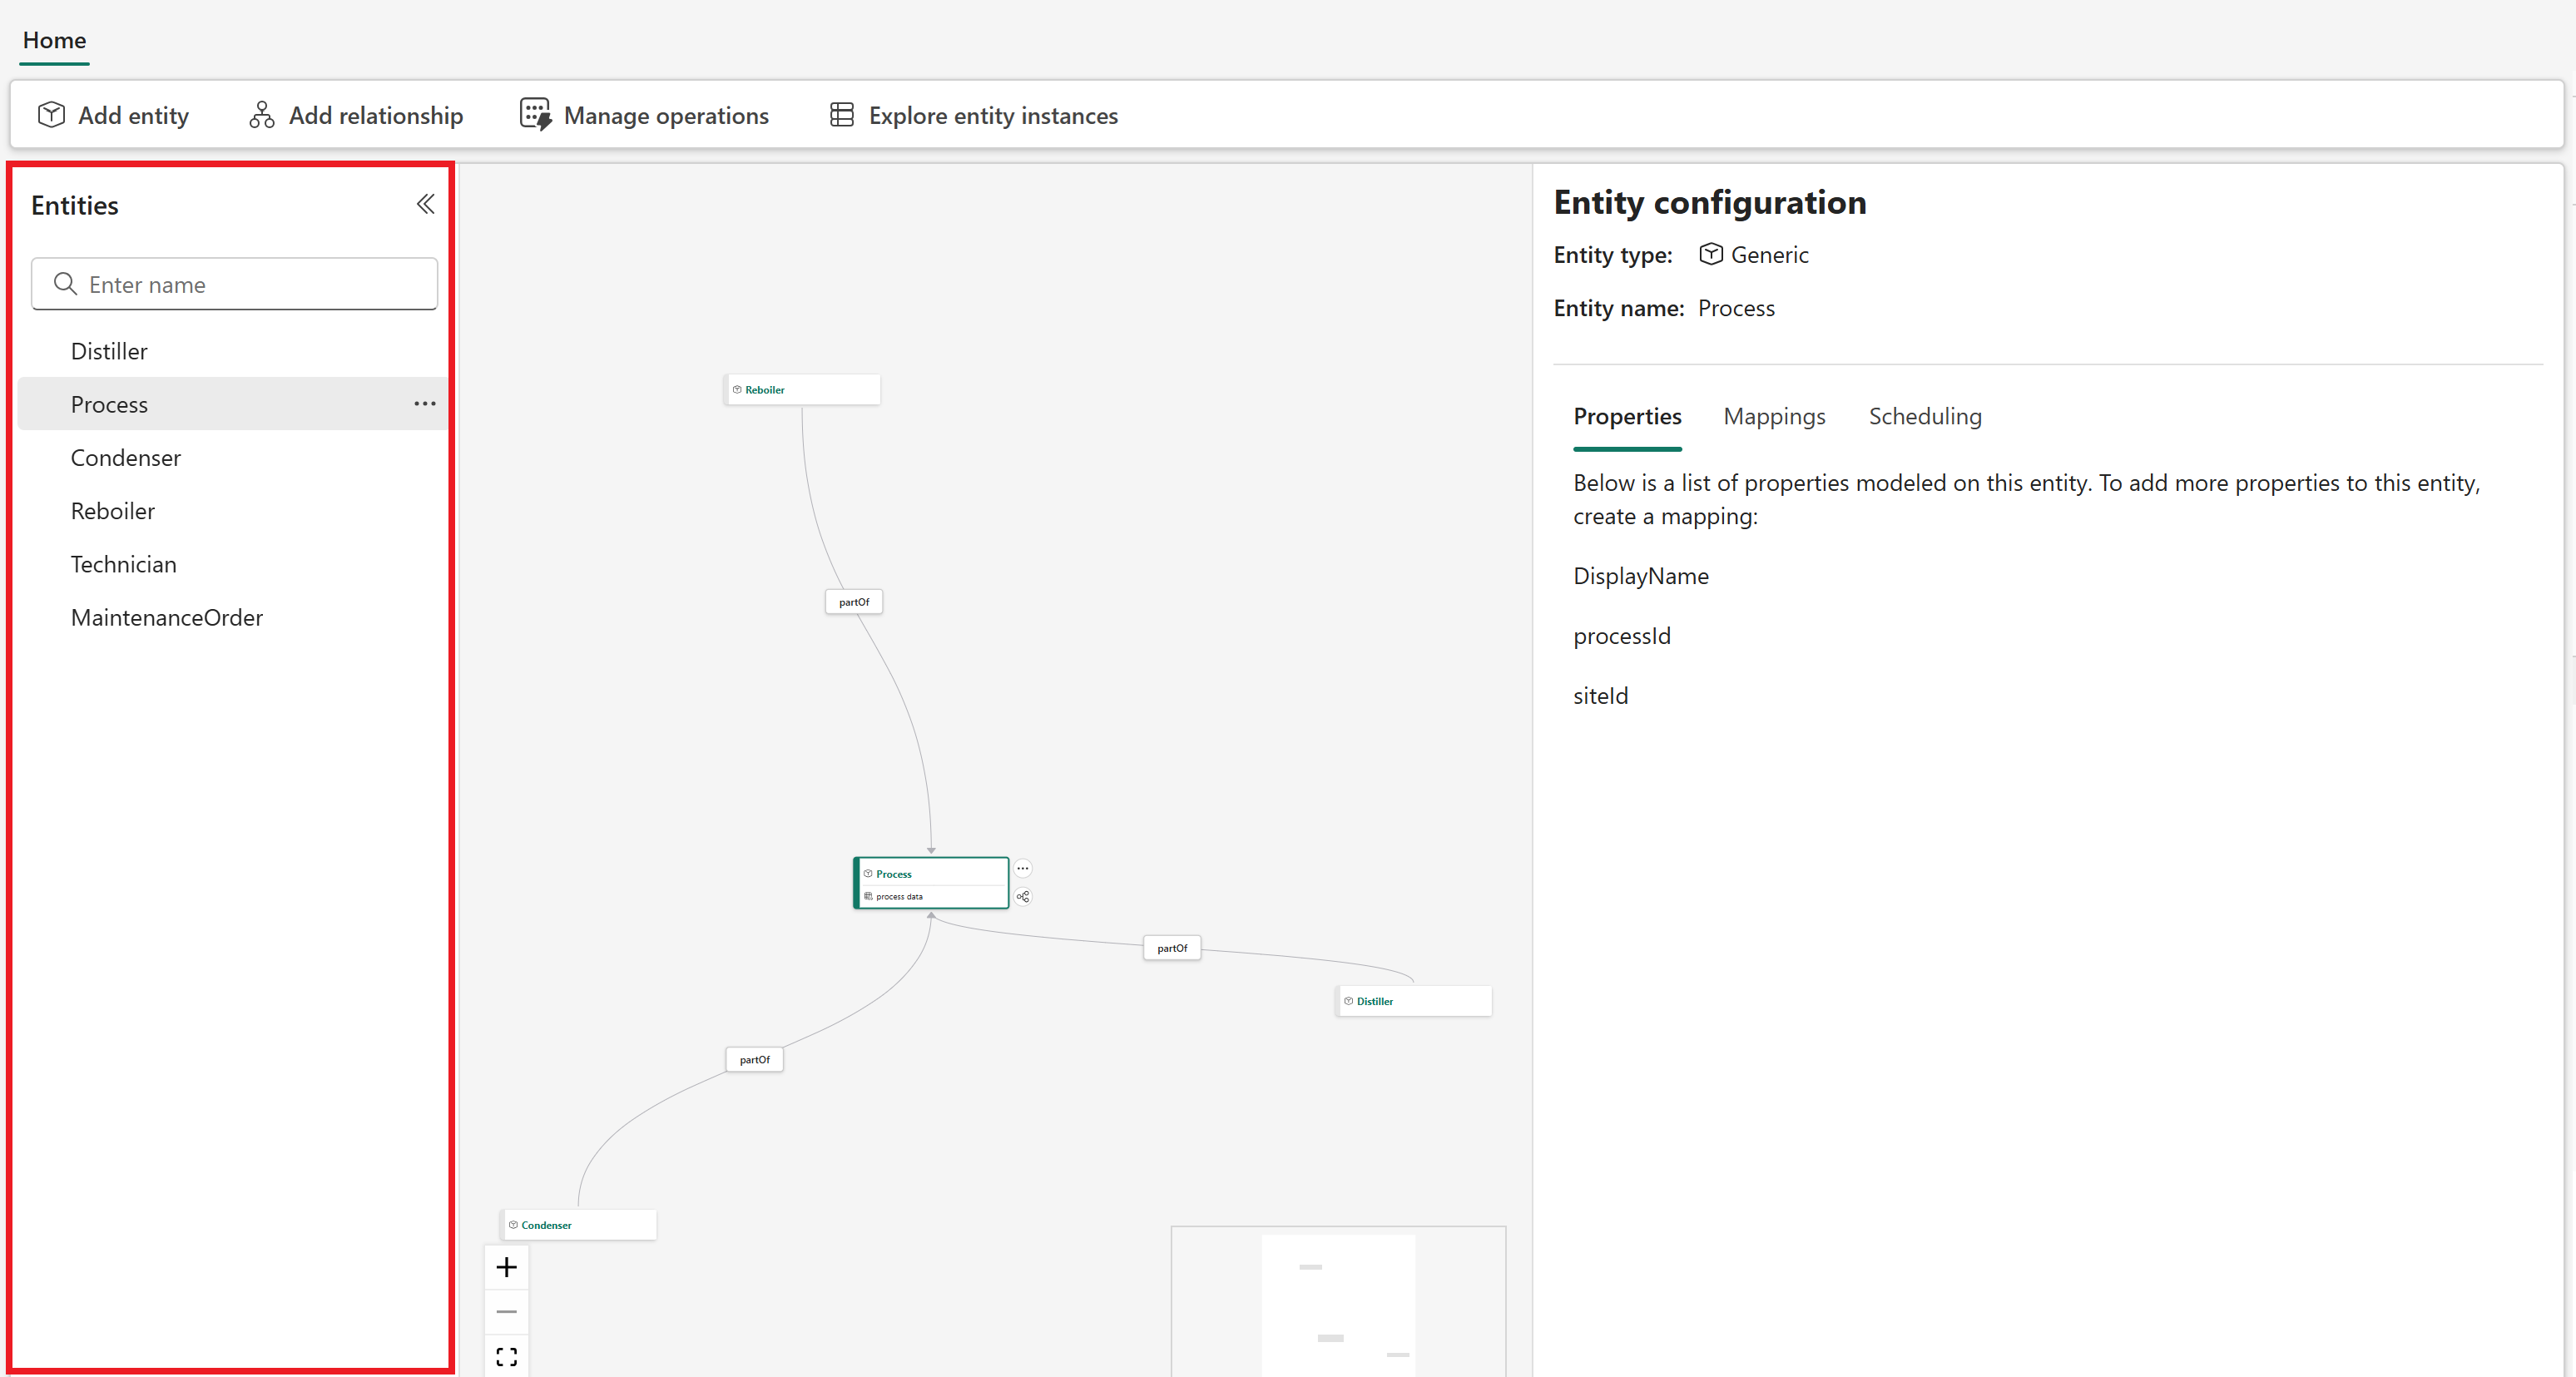 Home
Add entity
Add relationship
Manage operations
Explore entity instances
Entities
Enter name
Distiller
Process
Condenser
Reboiler
Technician
MaintenanceOrder
Reboiler
partOf
Process
process data
partOf
Distiller
partOf
Condenser
Entity configuration
Entity type: Generic
Entity name: Process
Properties
Mappings
Scheduling
Below is a list of properties modeled on this entity. To add more properties to this entity,
create a mapping:
DisplayName
processId
siteId